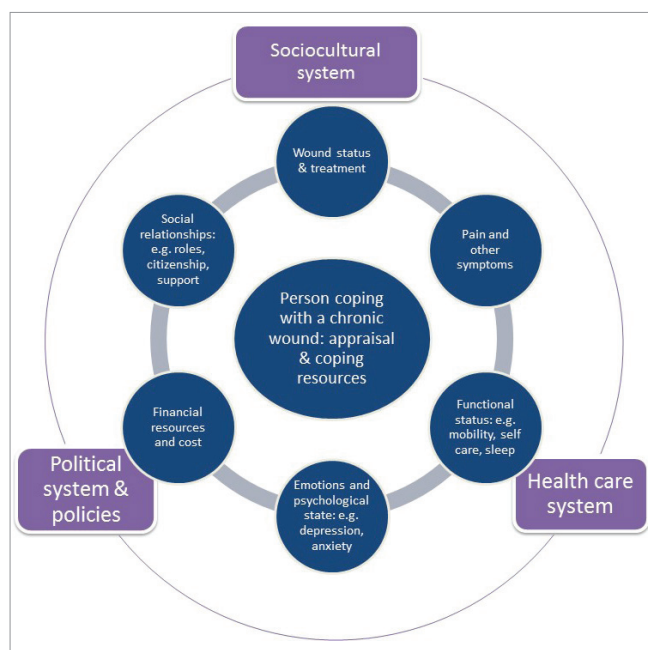 Sociocultural
system
Wound status
& treatment
Social
relationships:
e.g. roles,
citizenship,
support
Pain and
other
symptoms
Person coping
with a chronic
wound: appraisal
& coping
resources
Financial
resources
and cost
Functional
status: e.g.
mobility, self
care, sleep
Political
system &
policies
Emotions and
psychological
state: e.g.
depression,
anxiety
Health care
system